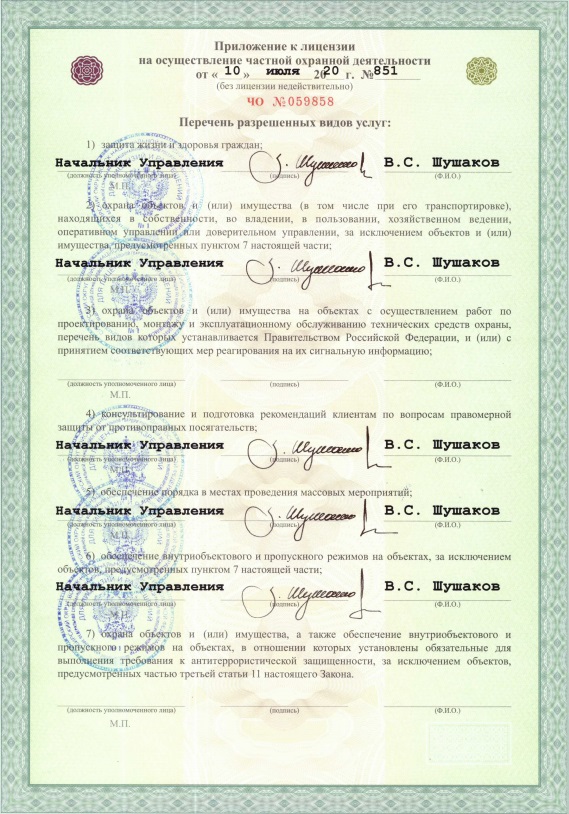 Приложение к лицензии
на осуществление частной охранной деятельности
от « 10 » июля 2020 г. № 851
(без лицензии недействительно)
ЧО № 059858
Перечень разрешенных видов услуг:
1) защита жизни и здоровья граждан;
Начальник Управления В.С. Шушаков
(должность уполномоченного лица) (подпись) (Ф.И.О.)
М.П.
2) охрана объектов и (или) имущества (в том числе при его транспортировке),
находящихся в собственности, во владении, в пользовании, хозяйственном ведении,
оперативном управлении или доверительном управлении, за исключением объектов и (или)
имущества, предусмотренных пунктом 7 настоящей части;
Начальник Управления В.С. Шушаков
(должность уполномоченного лица) (подпись) (Ф.И.О.)
М.П.
№ 1
3) охрана объектов и (или) имущества на объектах с осуществлением работ по
проектированию, монтажу и эксплуатационному обслуживанию технических средств охраны,
перечень видов которых устанавливается Правительством Российской Федерации, и (или) с
принятием соответствующих мер реагирования на их сигнальную информацию;
(должность уполномоченного лица) (подпись) (Ф.И.О.)
М.П.
4) консультирование и подготовка рекомендаций клиентам по вопросам правомерной
защиты от противоправных посягательств;
Начальник Управления В.С. Шушаков
(должность уполномоченного лица) (подпись) (Ф.И.О.)
М.П.
5) обеспечение порядка в местах проведения массовых мероприятий;
Начальник Управления В.С. Шушаков
(должность уполномоченного лица) (подпись) (Ф.И.О.)
М.П.
6) обеспечение внутриобъектового и пропускного режимов на объектах, за исключением
объектов, предусмотренных пунктом 7 настоящей части;
Начальник Управления В.С. Шушаков
(должность уполномоченного лица) (подпись) (Ф.И.О.)
М.П.
7) охрана объектов и (или) имущества, а также обеспечение внутриобъектового и
пропускного режимов на объектах, в отношении которых установлены обязательные для
выполнения требования к антитеррористической защищенности, за исключением объектов,
предусмотренных частью третьей статьи 11 настоящего Закона.
(должность уполномоченного лица) (подпись) (Ф.И.О.)
М.П.